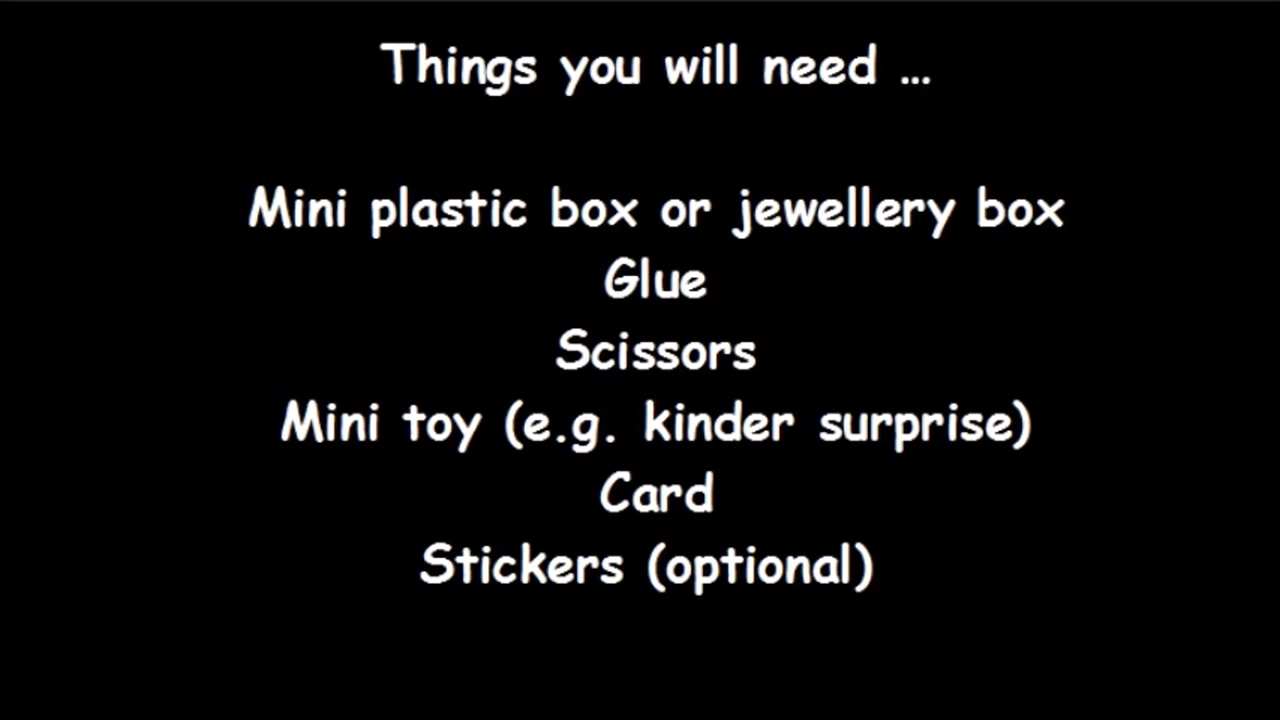 Things you will need ...
Mini plastic box or jewellery box
Glue
Scissors
Mini toy (e.g. kinder surprise)
Card
Stickers (optional)